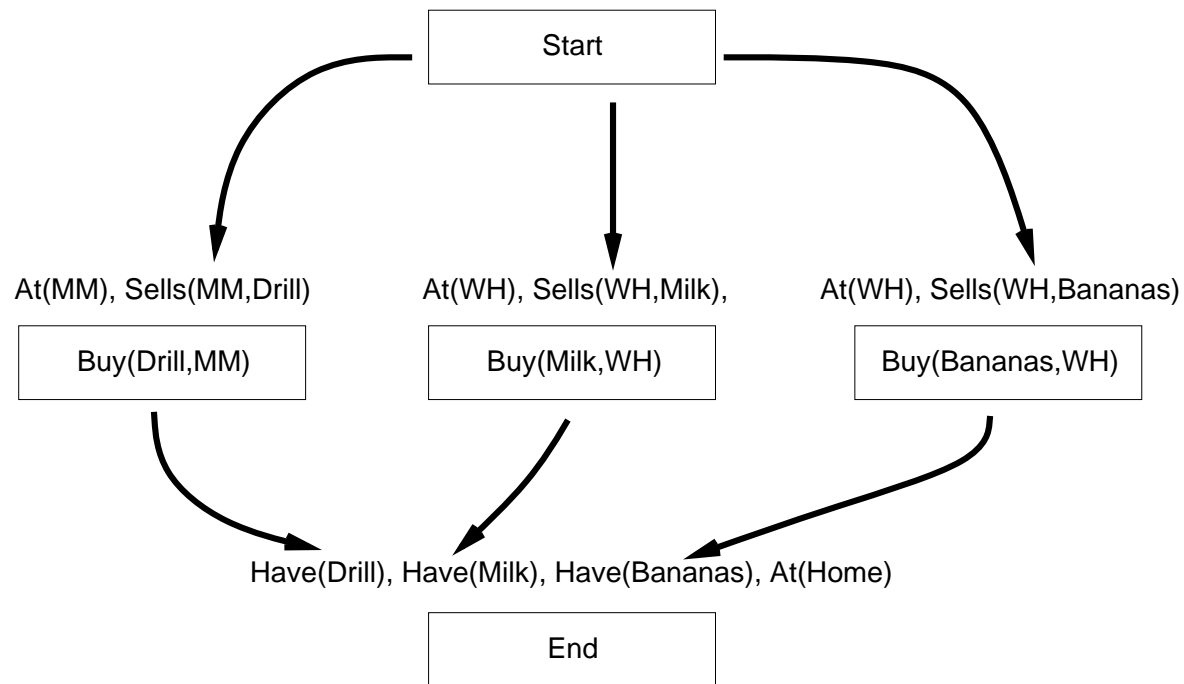 Start
At(MM), Sells(MM,Drill)
At(WH), Sells(WH,Milk),
At(WH), Sells(WH,Bananas)
Buy(Drill,MM)
Buy(Milk,WH)
Buy(Bananas,WH)
Have(Drill), Have(Milk), Have(Bananas), At(Home)
End